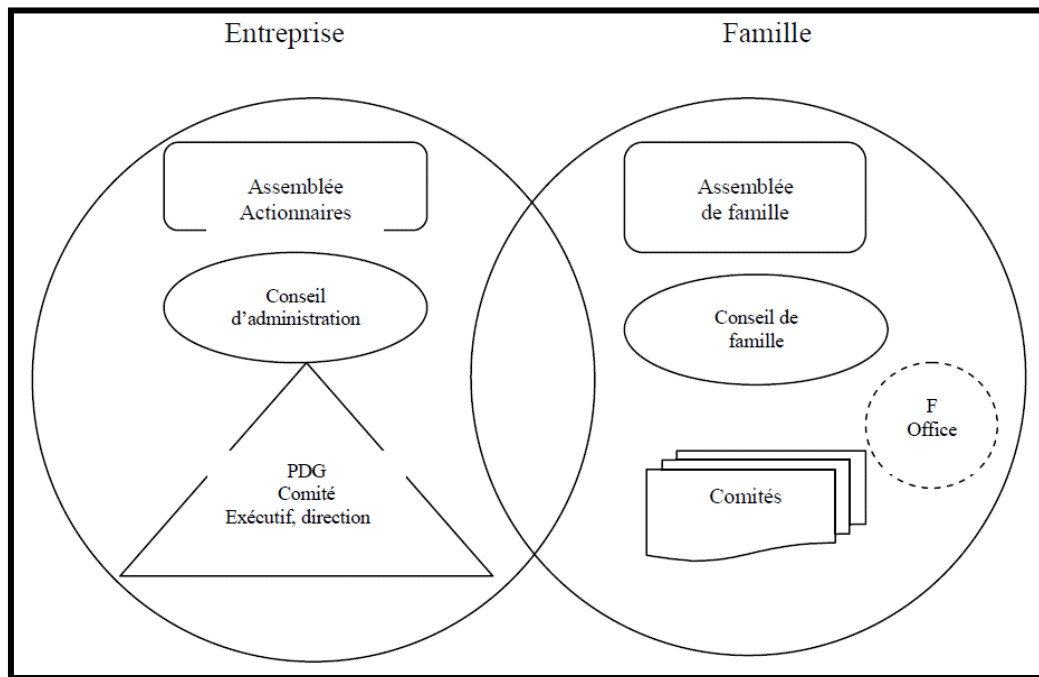 Entreprise
Famille
Assemblée
Actionnaires
Conseil
d’administration
PDG
Comité
Exécutif, direction
Assemblée
de famille
Conseil de
famille
F
Office
Comités